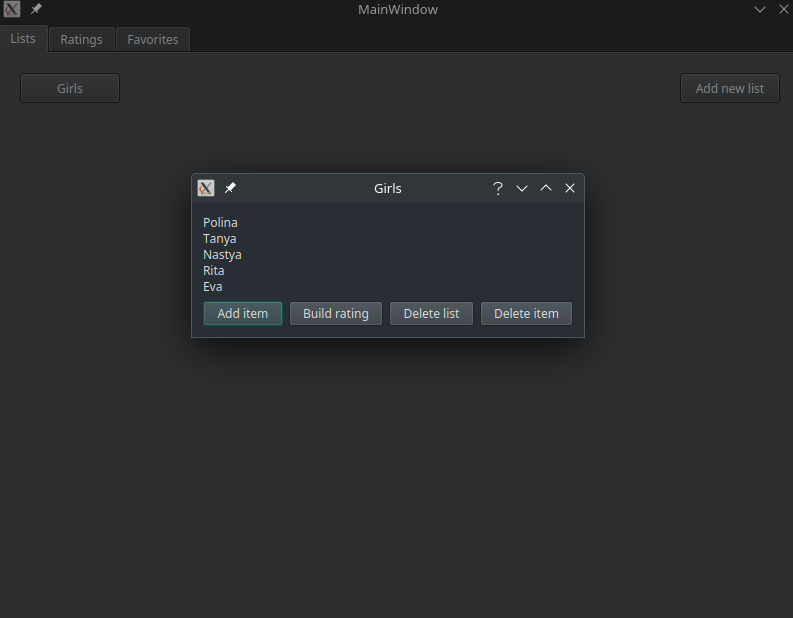 MainWindow
Lists Ratings Favorites
Girls Add new list
Girls ?
Polina
Tanya
Nastya
Rita
Eva
Add item Build rating Delete list Delete item